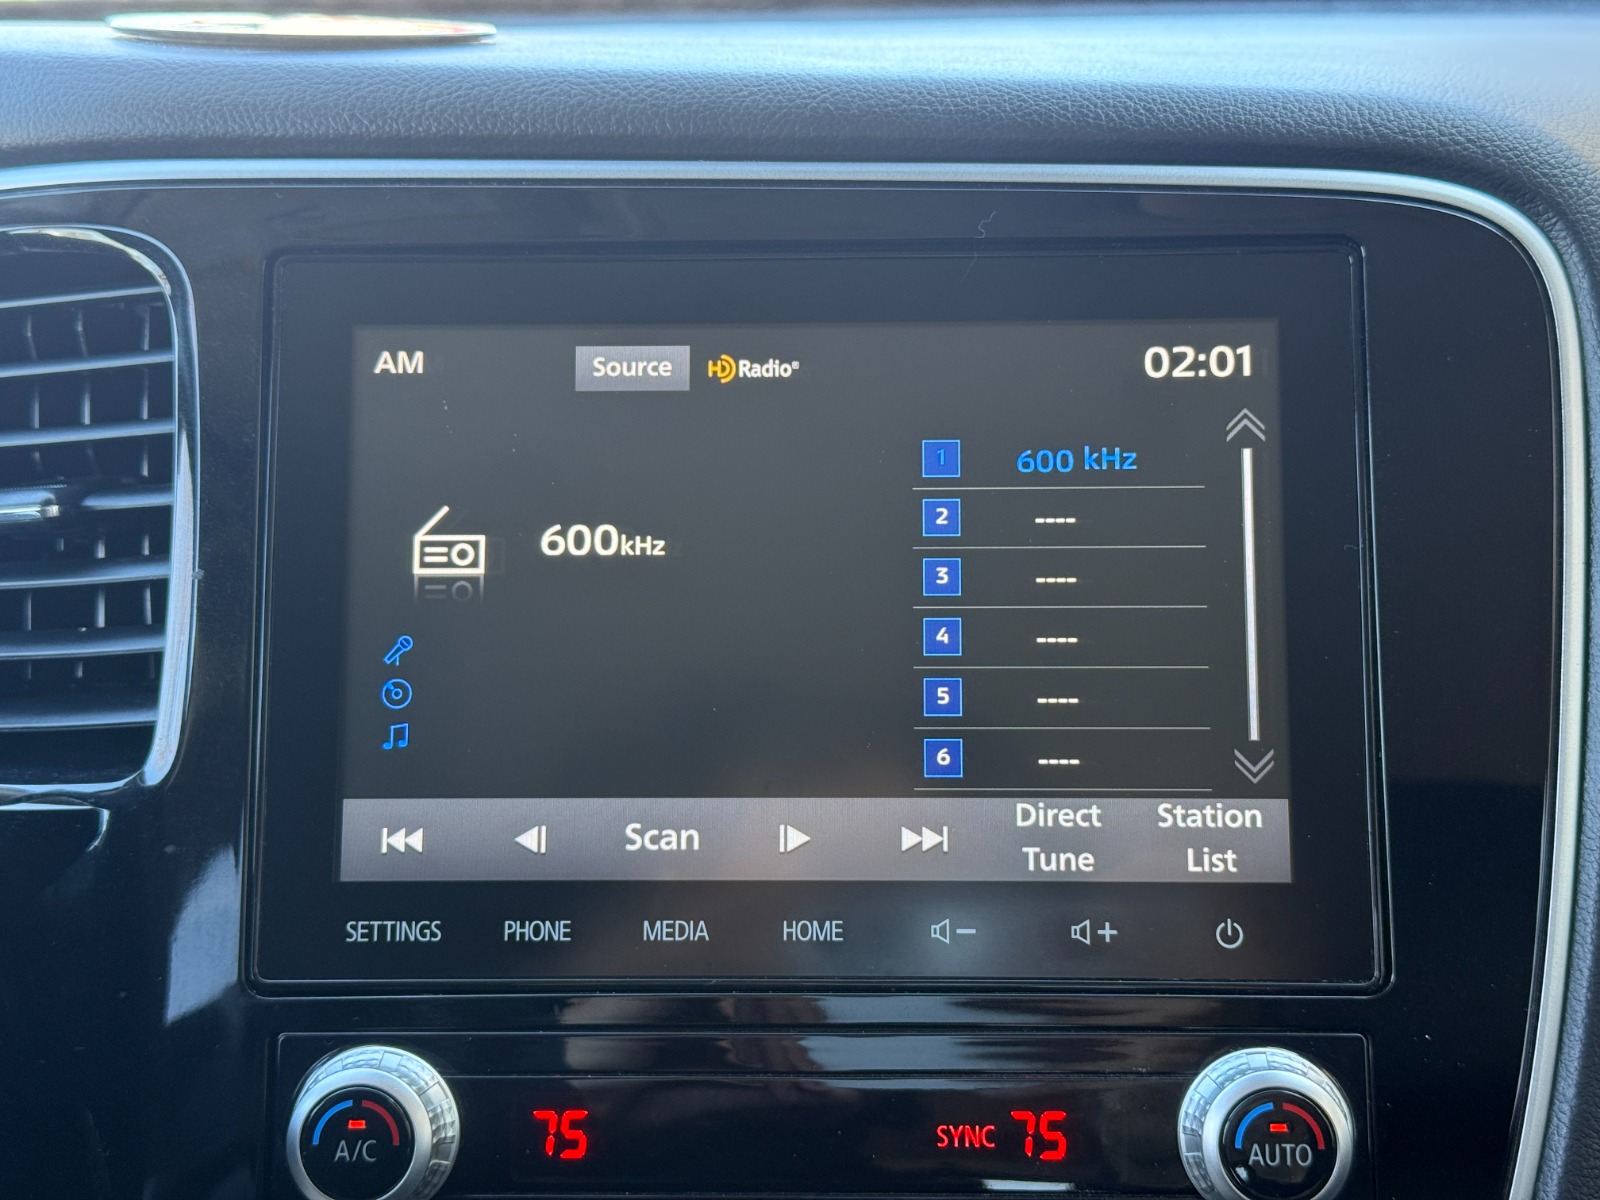 AM
Source
HD Radio®
02:01
1 600 kHz
2 ----
3 ----
4 ----
5 ----
6 ----
600kHz
Scan
Direct
Tune
Station
List
SETTINGS
PHONE
MEDIA
HOME
75
SYNC 75
A/C
AUTO